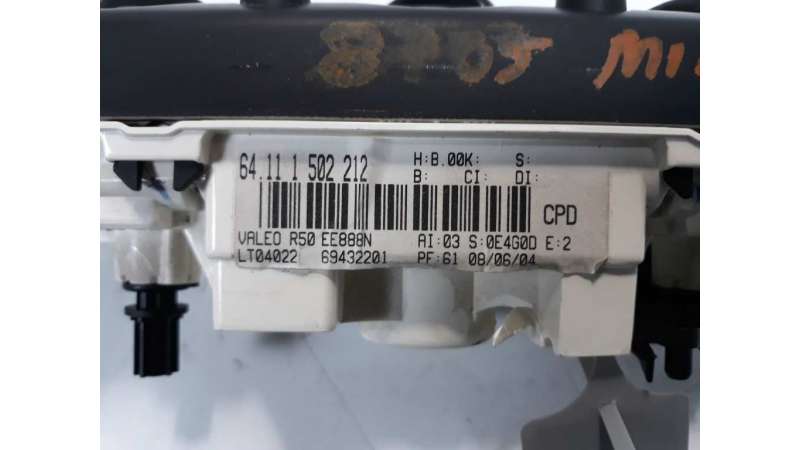 8705 MI
64.11 1 502 212 H:B.00K: S:
B: CI: DI:
CPD
VALEO R50 EE888N AI:03 S:0E4G0D E:2
LT04022 69432201 PF:61 08/06/04